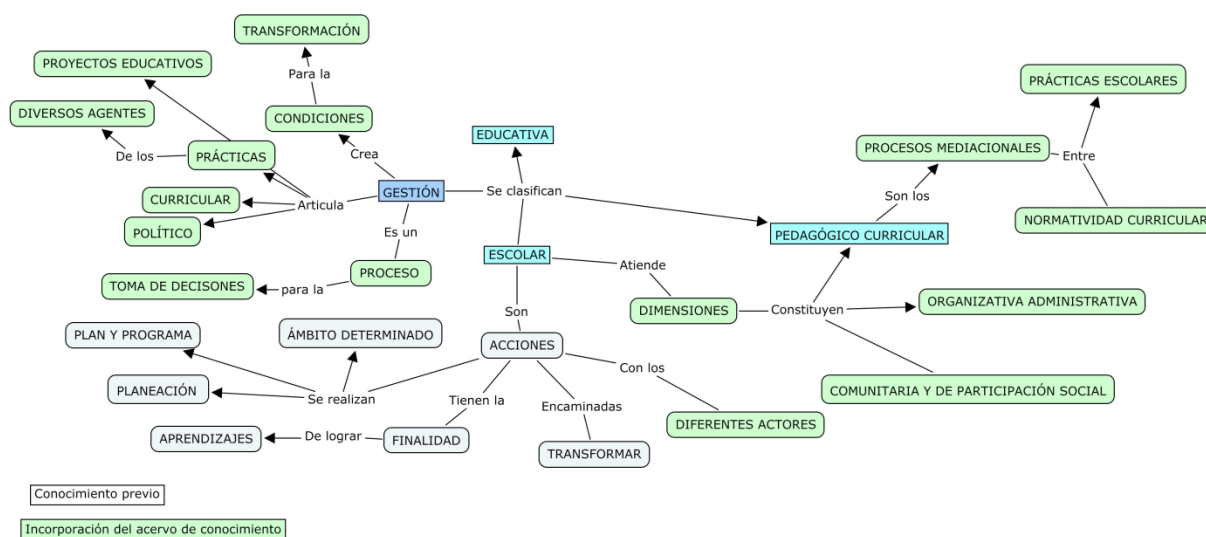 TRANSFORMACIÓN
PROYECTOS EDUCATIVOS
Para la
PRÁCTICAS ESCOLARES
DIVERSOS AGENTES
CONDICIONES
EDUCATIVA
De los
PRÁCTICAS
Crea
PROCESOS MEDIACIONALES
Entre
CURRICULAR
Articula
GESTIÓN
Se clasifican
Son los
POLÍTICO
Es un
PEDAGÓGICO CURRICULAR
NORMATIVIDAD CURRICULAR
ESCOLAR
Atiende
TOMA DE DECISONES
para la
PROCESO
DIMENSIONES
Constituyen
ORGANIZATIVA ADMINISTRATIVA
Son
PLAN Y PROGRAMA
ÁMBITO DETERMINADO
ACCIONES
Con los
COMUNITARIA Y DE PARTICIPACIÓN SOCIAL
PLANEACIÓN
Se realizan
Tienen la
Encaminadas
DIFERENTES ACTORES
APRENDIZAJES
De lograr
FINALIDAD
TRANSFORMAR
Conocimiento previo
Incorporación del acervo de conocimiento